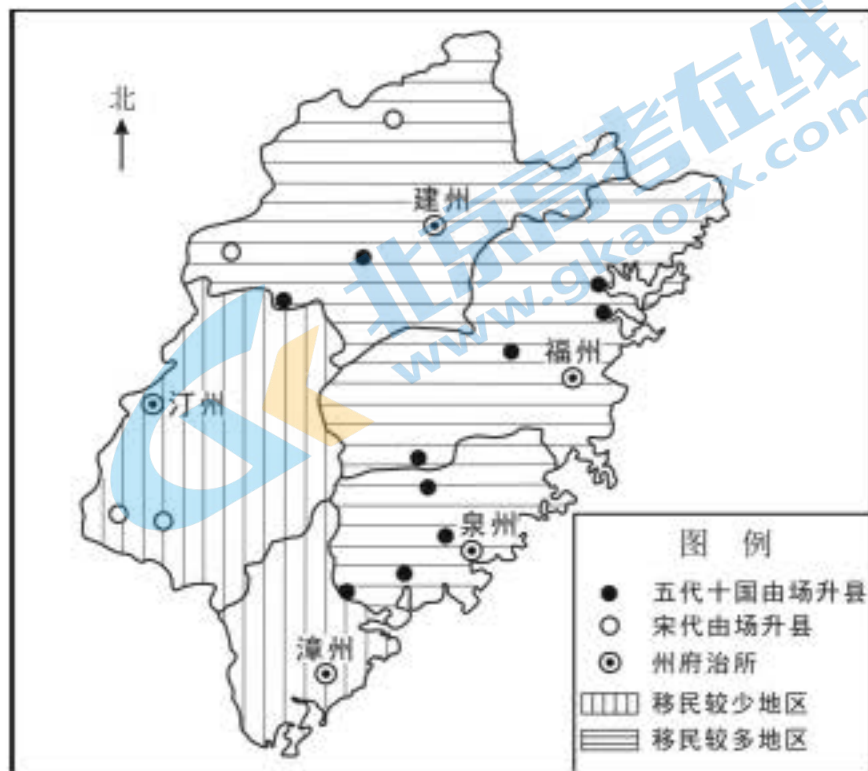 北
建州
福州
汀州
泉州
漳州
图 例
五代十国由场升县
宋代由场升县
州府治所
移民较少地区
移民较多地区
北京高考在线
www.gkaozx.com